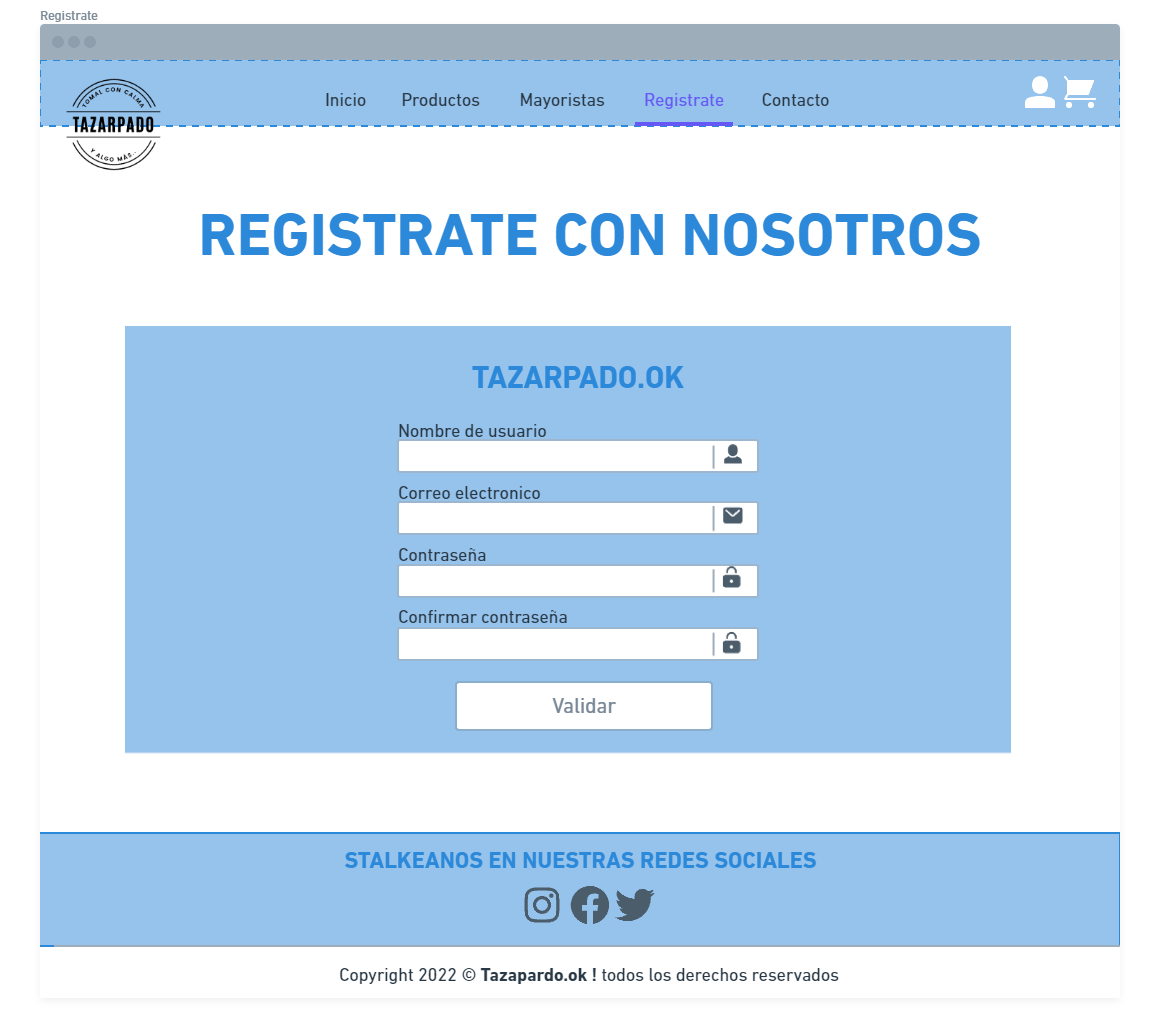 Registrate
TOMAL CON CALMA
TAZARPADO
Y ALGO MÁS..
Inicio Productos Mayoristas Registrate Contacto
REGISTRATE CON NOSOTROS
TAZARPADO.OK
Nombre de usuario
Correo electronico
Contraseña
Confirmar contraseña
Validar
STALKEANOS EN NUESTRAS REDES SOCIALES
Copyright 2022 © Tazapardo.ok ! todos los derechos reservados